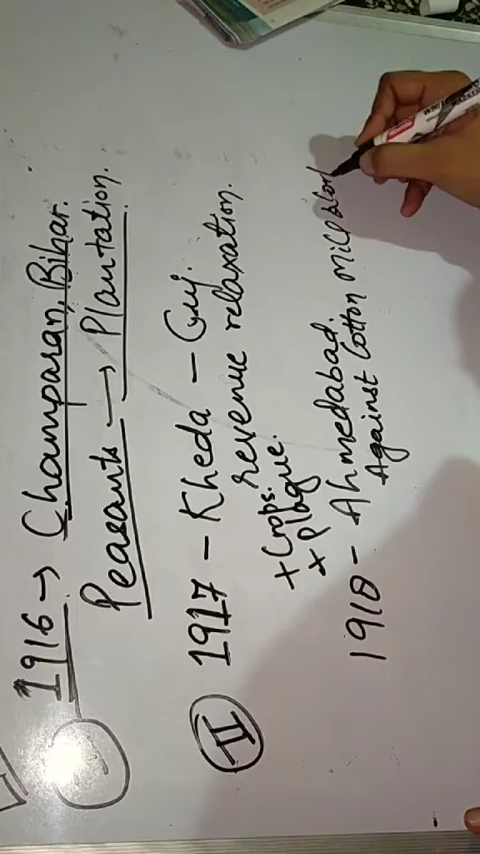 1916 → Champaran, Bihar.
Peasants → Plantation.
II 1917 - Kheda - Guj.
revenue relaxation.
+ Crops.
x Plague.
1918 - Ahmedabad.
Against Cotton Mill